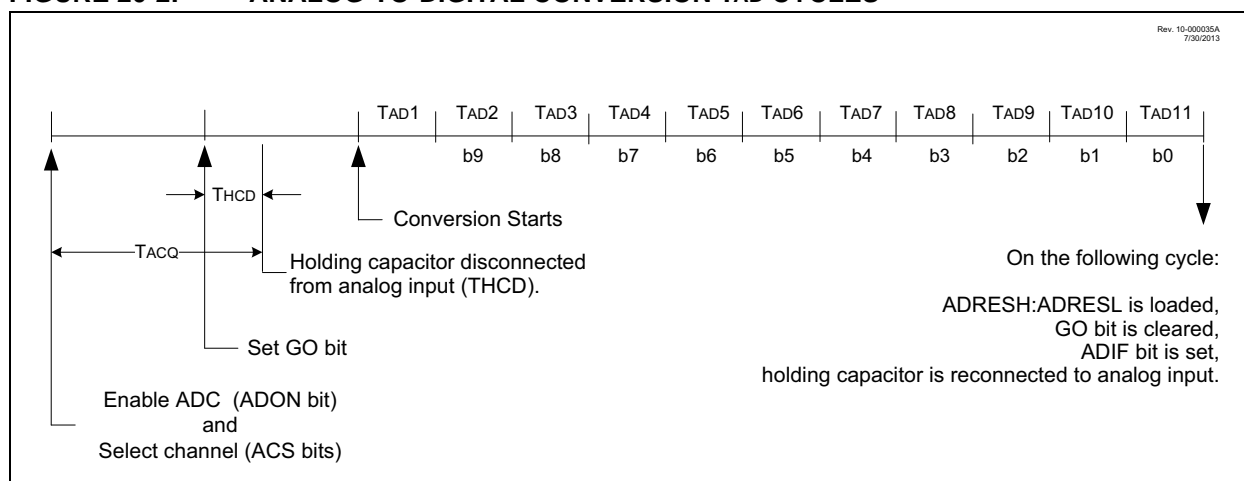 FIGURE 20-2: ANALOG-TO-DIGITAL CONVERSION TAD CYCLES
Rev. 10-000035A
7/30/2013
TAD1 TAD2 TAD3 TAD4 TAD5 TAD6 TAD7 TAD8 TAD9 TAD10 TAD11
b9 b8 b7 b6 b5 b4 b3 b2 b1 b0
THCD
Conversion Starts
TACQ
Holding capacitor disconnected
from analog input (THCD).
Set GO bit
Enable ADC (ADON bit)
and
Select channel (ACS bits)
On the following cycle:
ADRESH:ADRESL is loaded,
GO bit is cleared,
ADIF bit is set,
holding capacitor is reconnected to analog input.